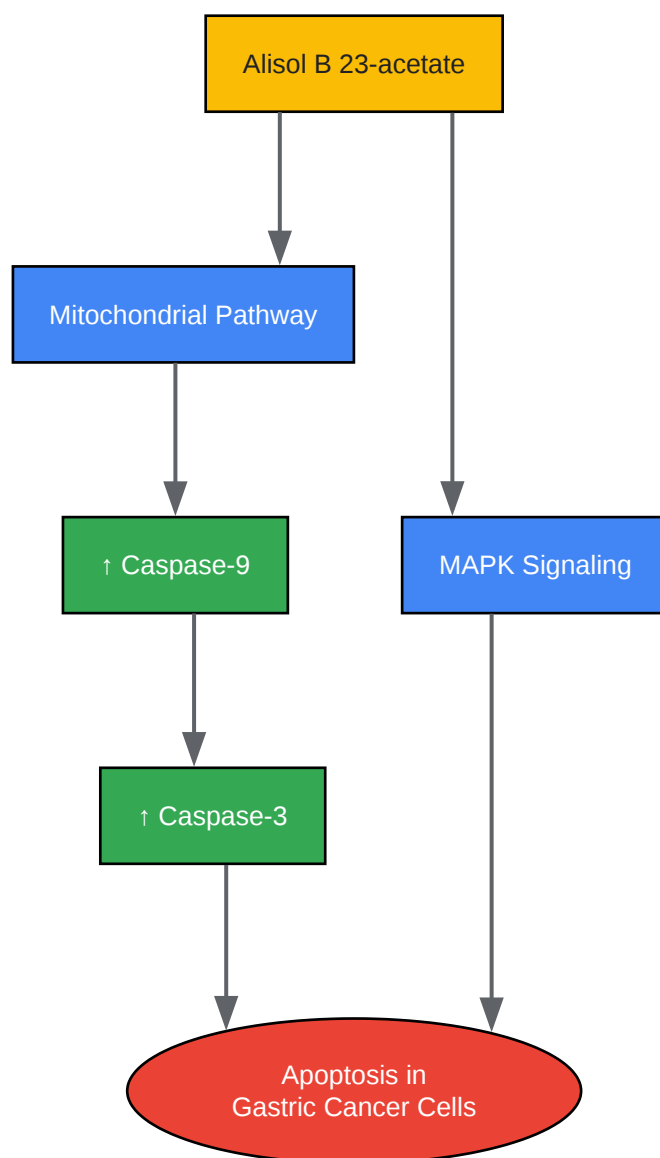 Alisol B 23-acetate
Mitochondrial Pathway
↑ Caspase-9
MAPK Signaling
↑ Caspase-3
Apoptosis in
Gastric Cancer Cells